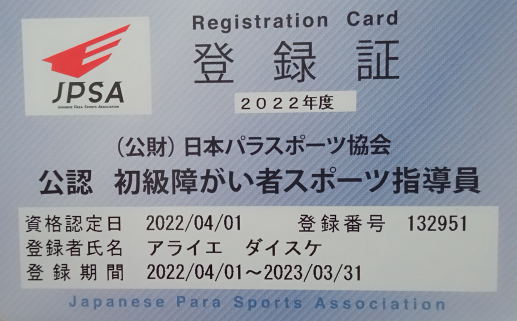 Registration Card
JPSA
JAPANESE PARA SPORTS ASSOCIATION
登録証
2022年度
(公財)日本パラスポーツ協会
公認 初級障がい者スポーツ指導員
資格認定日 2022/04/01 登録番号 132951
登録者氏名 アライエ ダイスケ
登録期間 2022/04/01～2023/03/31
Japanese Para Sports Association